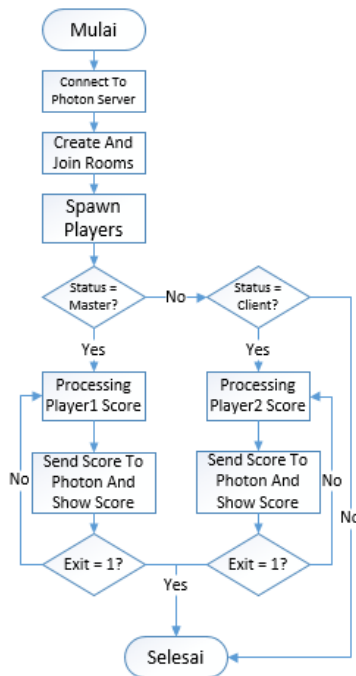 Mulai
Connect To
Photon Server
Create And
Join Rooms
Spawn
Players
Status =
Master?
No
Status =
Client?
Yes
Yes
Processing
Player1 Score
Processing
Player2 Score
No
Send Score To
Photon And
Show Score
Send Score To
Photon And
Show Score
No
No
Exit = 1?
Yes
Exit = 1?
Selesai